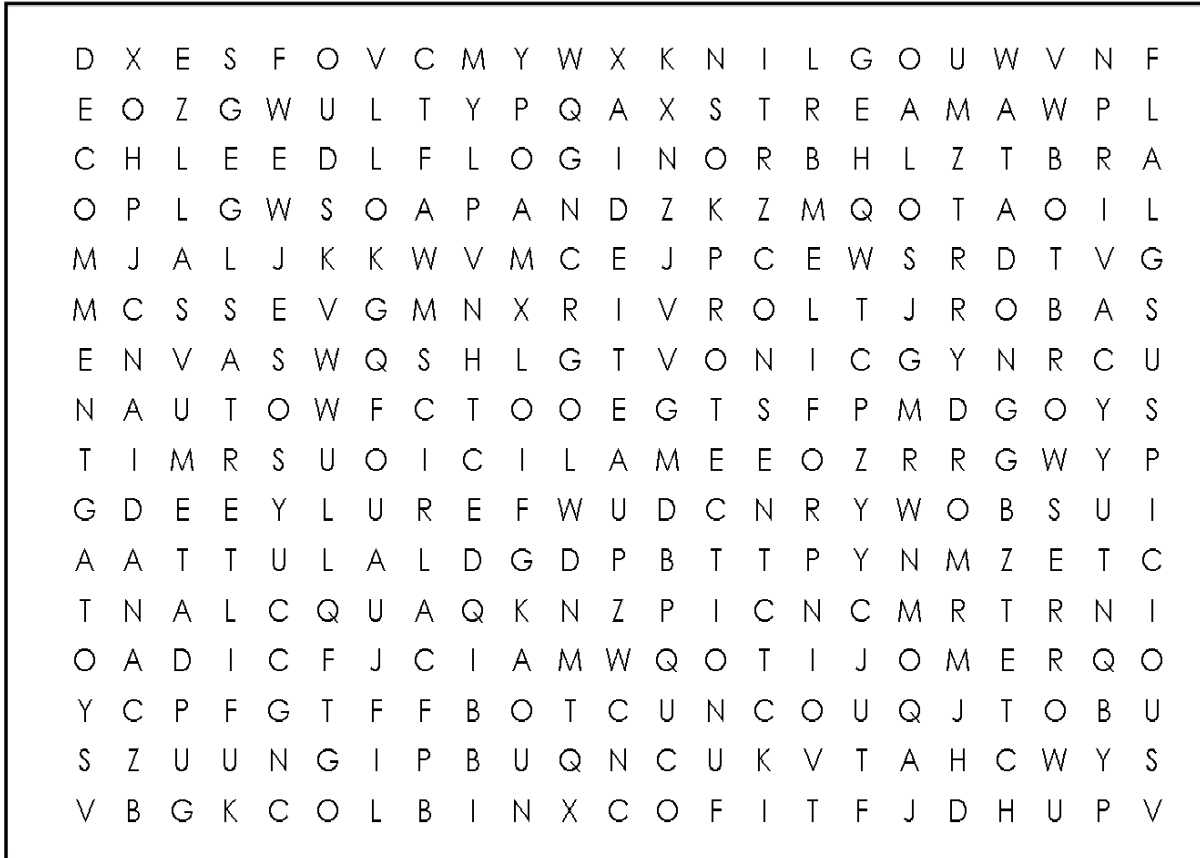 D X E S F O V C M Y W X K N I L G O U W V N F
E O Z G W U L T Y P Q A X S T R E A M A W P L
C H L E E D L F L O G I N O R B H L Z T B R A
O P L G W S O A P A N D Z K Z M Q O T A O I L
M J A L J K K W V M C E J P C E W S R D T V G
M C S S E V G M N X R I V R O L T J R O B A S
E N V A S W Q S H L G T V O N I C G Y N R C U
N A U T O W F C T O O E G T S F P M D G O Y S
T I M R S U O I C I L A M E E O Z R R G W Y P
G D E E Y L U R E F W U D C N R Y W O B S U I
A A T T U L A L D G D P B T T P Y N M Z E T C
T N A L C Q U A Q K N Z P I C N C M R T R N I
O A D I C F J C I A M W Q O T I J O M E R Q O
Y C P F G T F F B O T C U N C O U Q J T O B U
S Z U U N G I P B U Q N C U K V T A H C W Y S
V B G K C O L B I N X C O F I T F J D H U P V